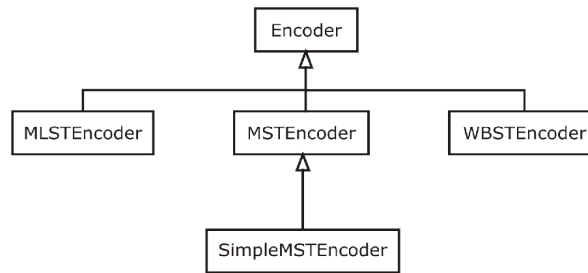 Encoder
MLSTEncoder
MSTEncoder
WBSTEncoder
SimpleMSTEncoder